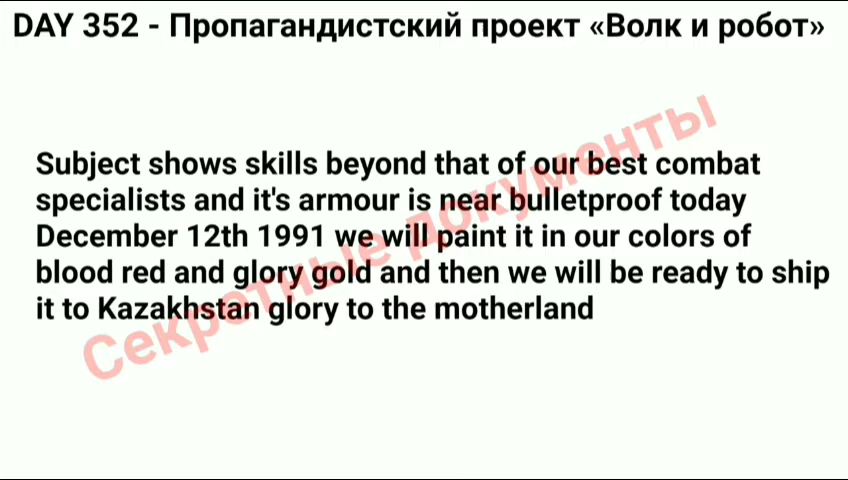 DAY 352 - Пропагандистский проект «Волк и робот»
Subject shows skills beyond that of our best combat
specialists and it's armour is near bulletproof today
December 12th 1991 we will paint it in our colors of
blood red and glory gold and then we will be ready to ship
it to Kazakhstan glory to the motherland
Секретные документы